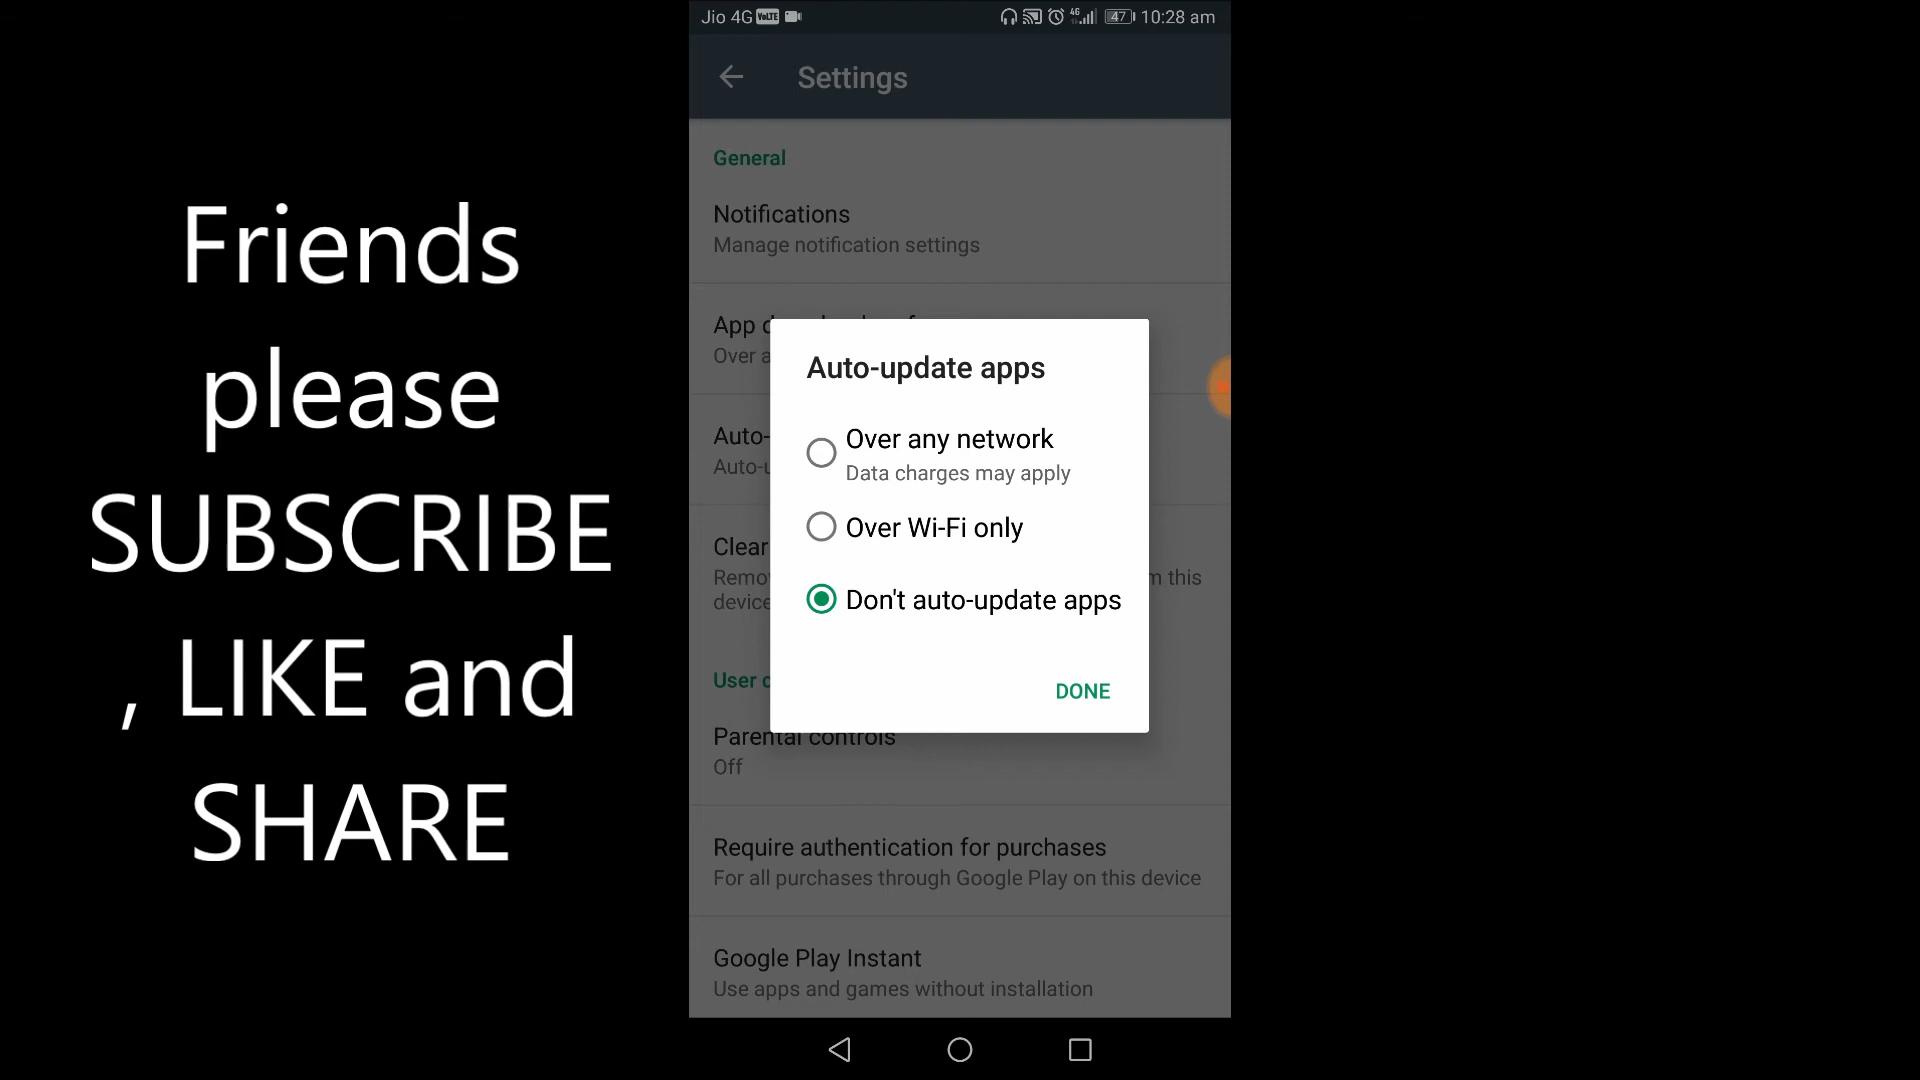 Friends
please
SUBSCRIBE
, LIKE and
SHARE
Jio 4G VoLTE 4G 47 10:28 am
Settings
General
Notifications
Manage notification settings
App d
Over a
Auto-
Auto-u
Clear
Remo m this
device
Auto-update apps
Over any network
Data charges may apply
Over Wi-Fi only
Don't auto-update apps
DONE
User c
Parental controls
Off
Require authentication for purchases
For all purchases through Google Play on this device
Google Play Instant
Use apps and games without installation